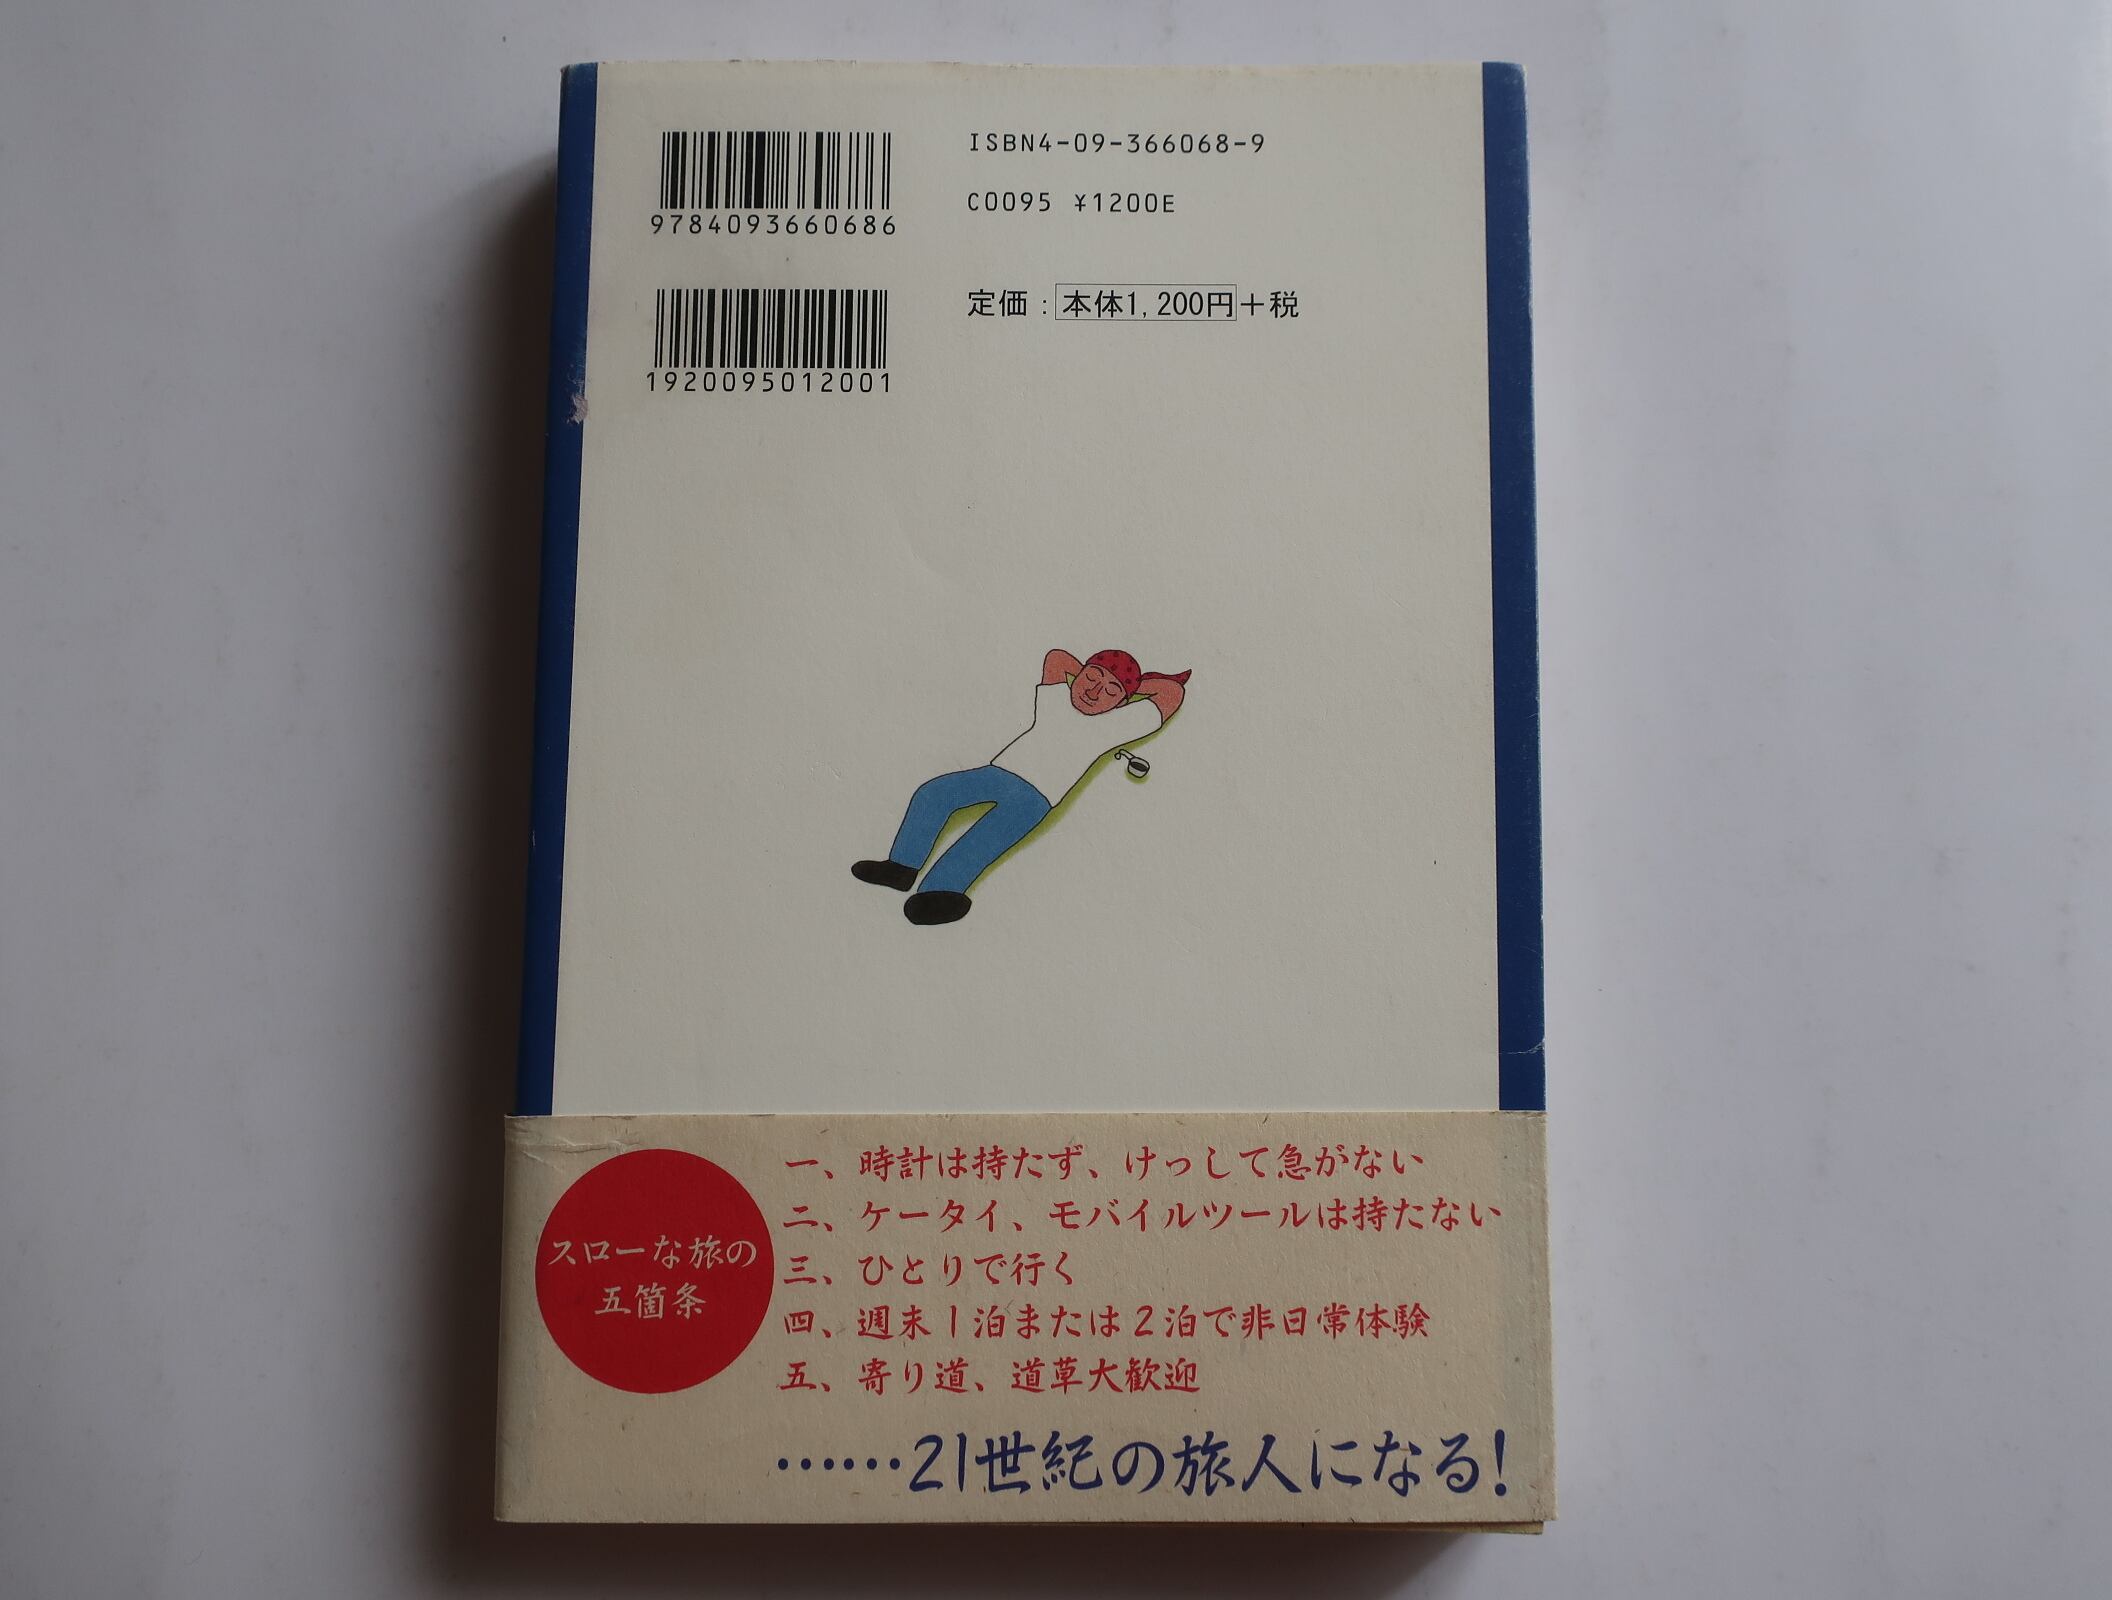 ISBN4-09-366068-9
9784093660686
C0095 ¥1200E
定価：本体1,200円＋税
1920095012001
スローな旅の
五箇条
一、時計は持たず、けっして急がない
二、ケータイ、モバイルツールは持たない
三、ひとりで行く
四、週末1泊または2泊で非日常体験
五、寄り道、道草大歓迎
……21世紀の旅人になる！